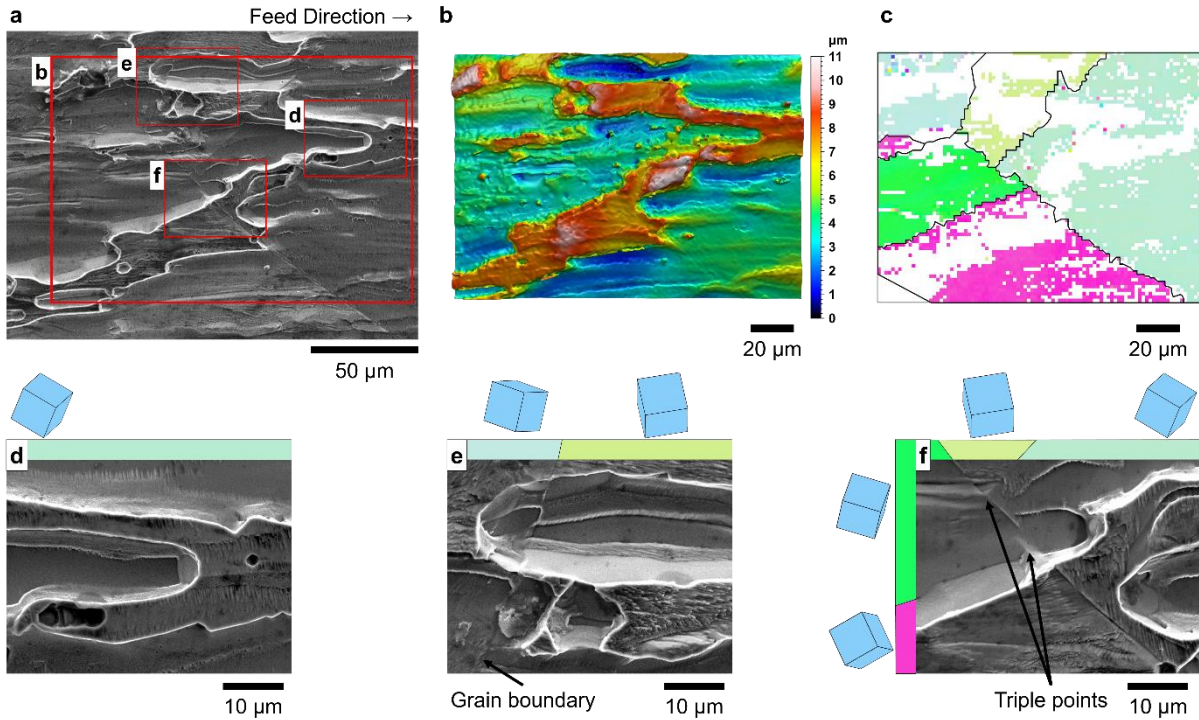 a
Feed Direction →
b
e
d
f
50 µm
b
µm
11
10
9
8
7
6
5
4
3
2
1
0
20 µm
c
20 µm
d
10 µm
e
Grain boundary
10 µm
f
Triple points
10 µm